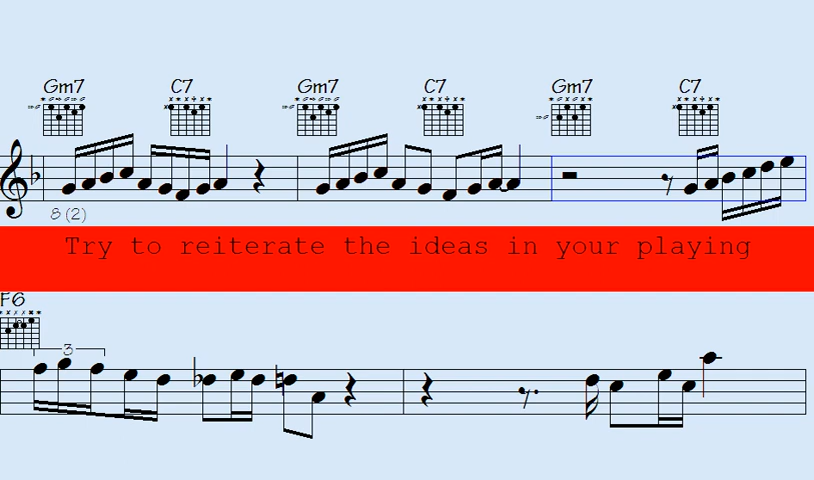 Gm7 C7 Gm7 C7 Gm7 C7
8 (2)
Try to reiterate the ideas in your playing
F6
3